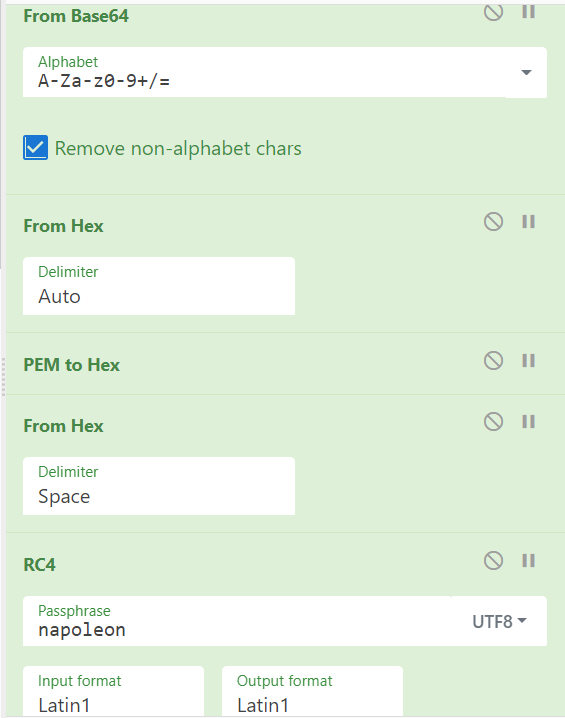 From Base64
Alphabet
A-Za-z0-9+/=
Remove non-alphabet chars
From Hex
Delimiter
Auto
PEM to Hex
From Hex
Delimiter
Space
RC4
Passphrase
napoleon UTF8
Input format Output format
Latin1 Latin1